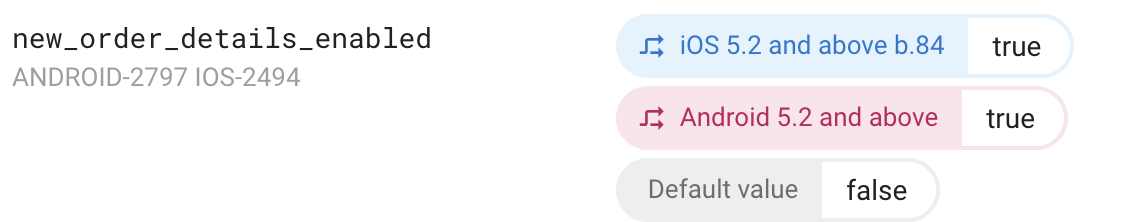 new_order_details_enabled
ANDROID-2797 IOS-2494
iOS 5.2 and above b.84 true
Android 5.2 and above true
Default value false